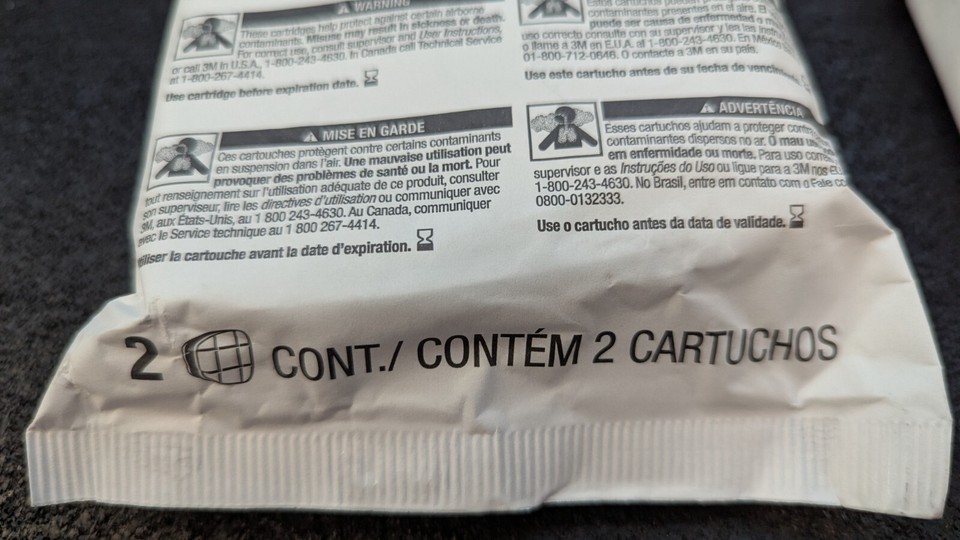 ⚠ WARNING
These cartridges help protect against certain airborne
contaminants. Misuse may result in sickness or death.
For correct use, consult supervisor and User Instructions,
or call 3M in U.S.A., 1-800-243-4630. In Canada call Technical Service
at 1-800-267-4414.
Use cartridge before expiration date.
⚠ MISE EN GARDE
Ces cartouches protègent contre certains contaminants
en suspension dans l'air. Une mauvaise utilisation peut
provoquer des problèmes de santé ou la mort. Pour
tout renseignement sur l'utilisation adéquate de ce produit, consulter
son superviseur, lire les directives d'utilisation ou communiquer avec
3M, aux États-Unis, au 1 800 243-4630. Au Canada, communiquer
avec le Service technique au 1 800 267-4414.
utiliser la cartouche avant la date d'expiration.
Estos cartuchos
contaminantes presentes en el aire. El
puede ser causa de enfermedad o
uso correcto consulte con su supervisor y lea las
o llame a 3M en E.U.A. al 1-800-243-4630. En México
01-800-712-0646. O contacte a 3M en su país.
Use este cartucho antes de su fecha de
⚠ ADVERTÊNCIA
Esses cartuchos ajudam a proteger
contaminantes dispersos no ar. O mau
em enfermidade ou morte. Para uso
supervisor e as Instruções do Uso ou ligue para a 3M nos
1-800-243-4630. No Brasil, entre em contato com o Fale
0800-0132333.
Use o cartucho antes da data de validade.
2 CONT./ CONTÉM 2 CARTUCHOS